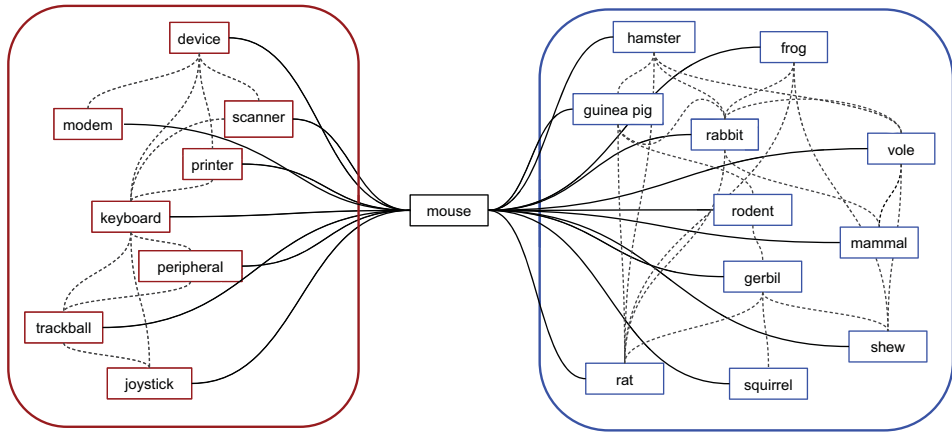 device
modem
scanner
printer
keyboard
peripheral
trackball
joystick
mouse
hamster
frog
guinea pig
rabbit
vole
rodent
mammal
gerbil
shew
rat
squirrel